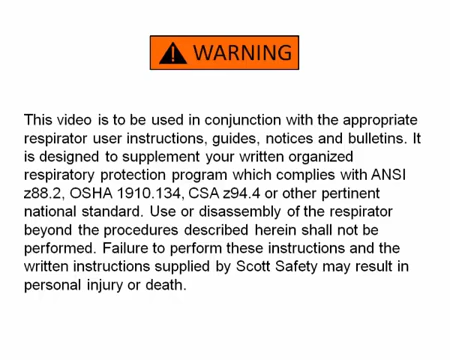 WARNING
This video is to be used in conjunction with the appropriate
respirator user instructions, guides, notices and bulletins. It
is designed to supplement your written organized
respiratory protection program which complies with ANSI
z88.2, OSHA 1910.134, CSA z94.4 or other pertinent
national standard. Use or disassembly of the respirator
beyond the procedures described herein shall not be
performed. Failure to perform these instructions and the
written instructions supplied by Scott Safety may result in
personal injury or death.